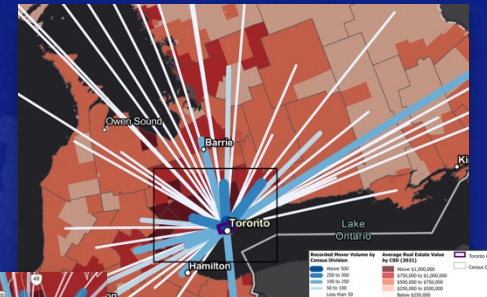 Owen Sound
Barrie
Toronto
Lake
Ontario
Hamilton
48
Recorded Mover Volume by
Census Division
Above 500
250 to 500
100 to 250
50 to 100
Less than 50
Average Real Estate Value
by CSD (2021)
Above $1,000,000
$750,000 to $1,000,000
$500,000 to $750,000
$250,000 to $500,000
Below $250,000
Toronto
Census